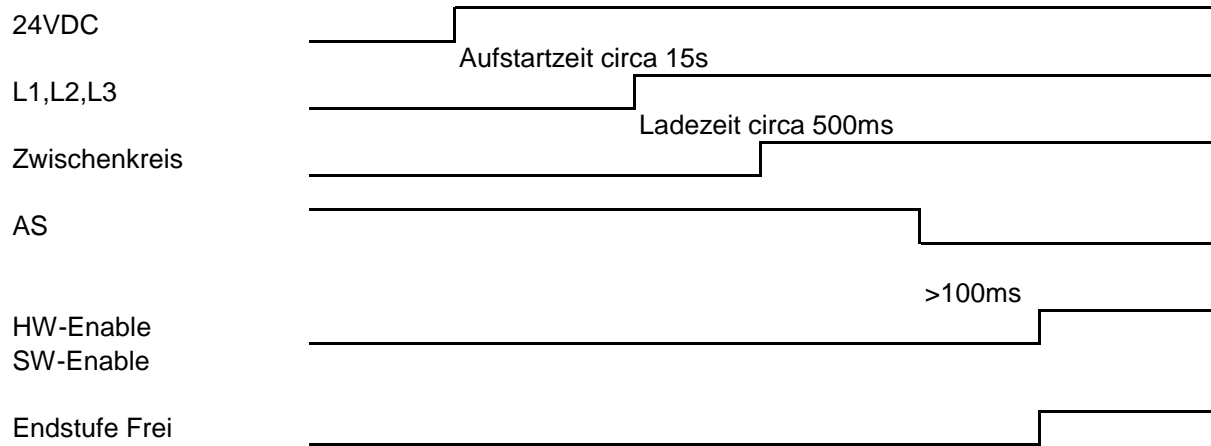 24VDC
Aufstartzeit circa 15s
L1,L2,L3
Ladezeit circa 500ms
Zwischenkreis
AS
>100ms
HW-Enable
SW-Enable
Endstufe Frei